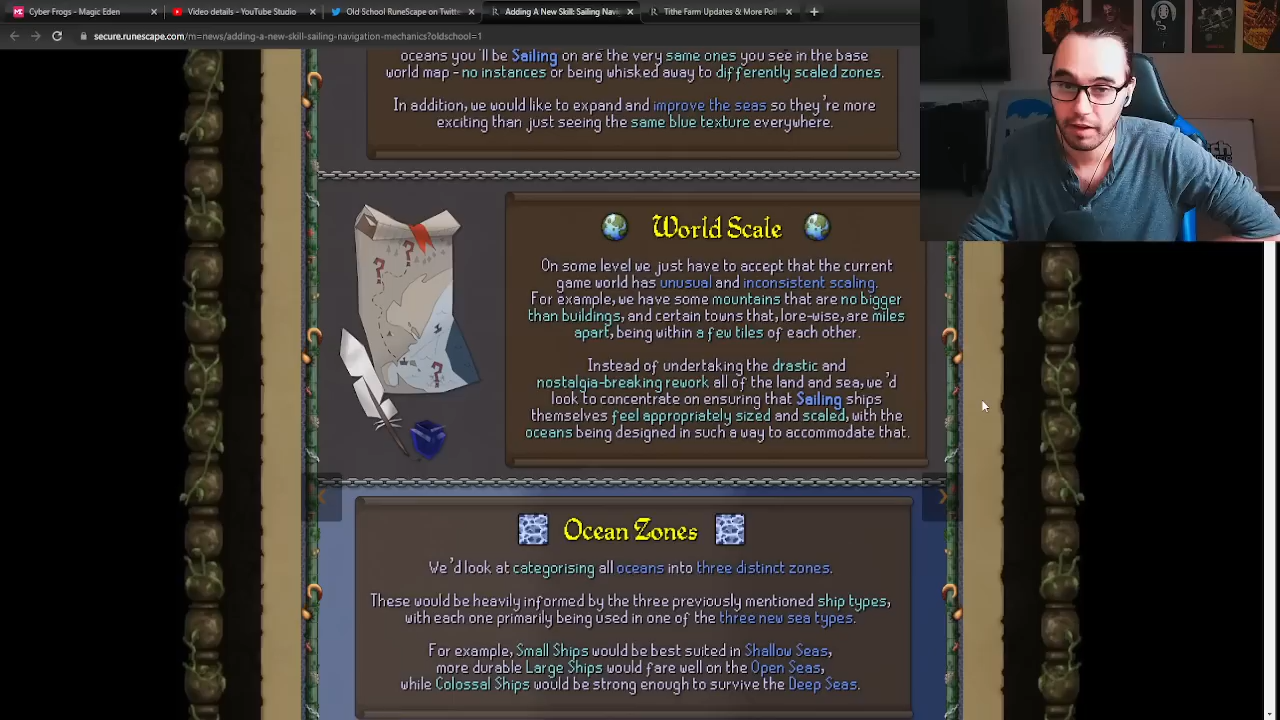 Cyber Frogs - Magic Eden
Video details - YouTube Studio
Old School RuneScape on Twit
Adding A New Skill: Sailing Navi
Tithe Farm Updates & More Poll
secure.runescape.com/m=news/adding-a-new-skill-sailing-navigation-mechanics?oldschool=1
oceans you'll be Sailing on are the very same ones you see in the base
world map - no instances or being whisked away to differently scaled zones.
In addition, we would like to expand and improve the seas so they're more
exciting than just seeing the same blue texture everywhere.
World Scale
On some level we just have to accept that the current
game world has unusual and inconsistent scaling.
For example, we have some mountains that are no bigger
than buildings, and certain towns that, lore-wise, are miles
apart, being within a few tiles of each other.
Instead of undertaking the drastic and
nostalgia-breaking rework all of the land and sea, we'd
look to concentrate on ensuring that Sailing ships
themselves feel appropriately sized and scaled, with the
oceans being designed in such a way to accommodate that.
Ocean Zones
We'd look at categorising all oceans into three distinct zones.
These would be heavily informed by the three previously mentioned ship types,
with each one primarily being used in one of the three new sea types.
For example, Small Ships would be best suited in Shallow Seas,
more durable Large Ships would fare well on the Open Seas,
while Colossal Ships would be strong enough to survive the Deep Seas.